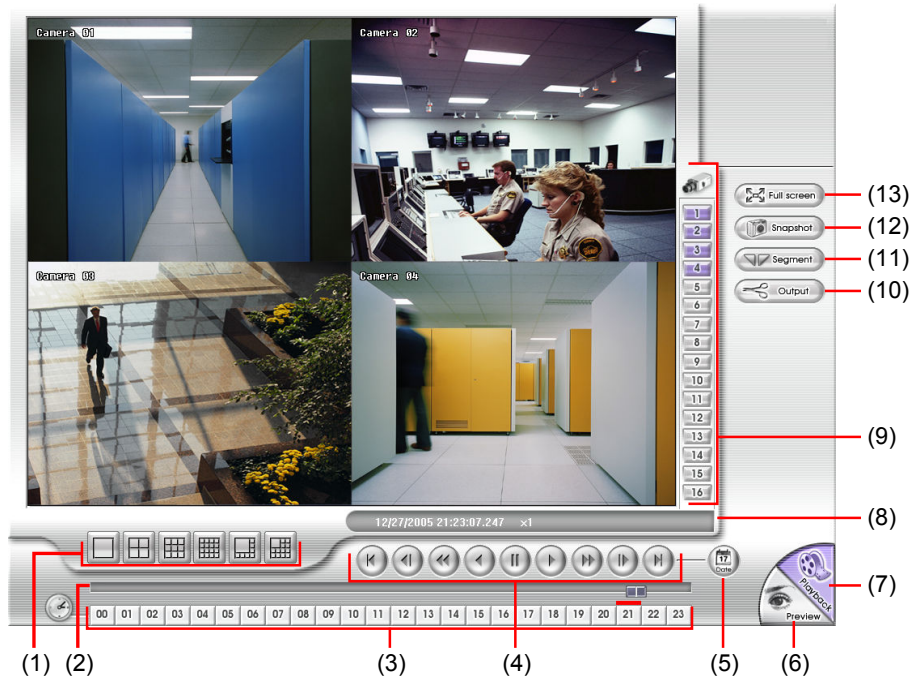 Camera 01
Camera 02
Camera 03
Camera 04
1
2
3
4
5
6
7
8
9
10
11
12
13
14
15
16
Full screen
Snapshot
Segment
Output
(13)
(12)
(11)
(10)
(9)
(8)
12/27/2005 21:23:07.247 x1
17
Date
Playback
Preview
(7)
00 01 02 03 04 05 06 07 08 09 10 11 12 13 14 15 16 17 18 19 20 21 22 23
(1) (2) (3) (4) (5) (6)